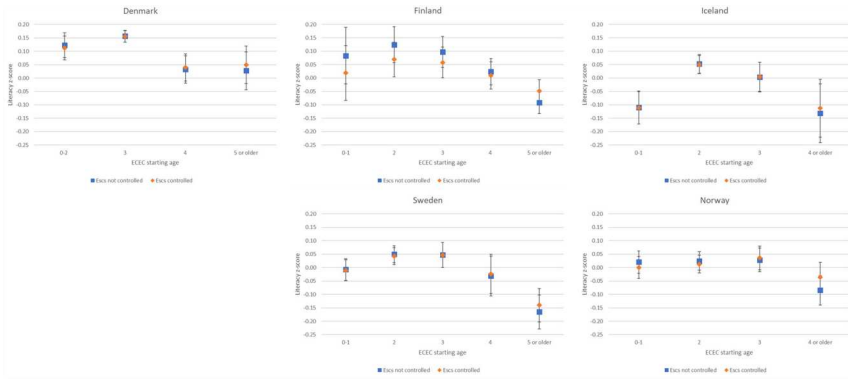 Denmark
Literacy z-score
0.20
0.15
0.10
0.05
0.00
-0.05
-0.10
-0.15
-0.20
-0.25
0-2
3
4
5 or older
ECEC starting age
Escs not controlled
Escs controlled
Finland
Literacy z-score
0.20
0.15
0.10
0.05
0.00
-0.05
-0.10
-0.15
-0.20
-0.25
0-1
2
3
4
5 or older
ECEC starting age
Escs not controlled
Escs controlled
Iceland
Literacy z-score
0.20
0.15
0.10
0.05
0.00
-0.05
-0.10
-0.15
-0.20
-0.25
0-1
2
3
4 or older
ECEC starting age
Escs not controlled
Escs controlled
Sweden
Literacy z-score
0.20
0.15
0.10
0.05
0.00
-0.05
-0.10
-0.15
-0.20
-0.25
0-1
2
3
4
5 or older
ECEC starting age
Escs not controlled
Escs controlled
Norway
Literacy z-score
0.20
0.15
0.10
0.05
0.00
-0.05
-0.10
-0.15
-0.20
-0.25
0-1
2
3
4 or older
ECEC starting age
Escs not controlled
Escs controlled